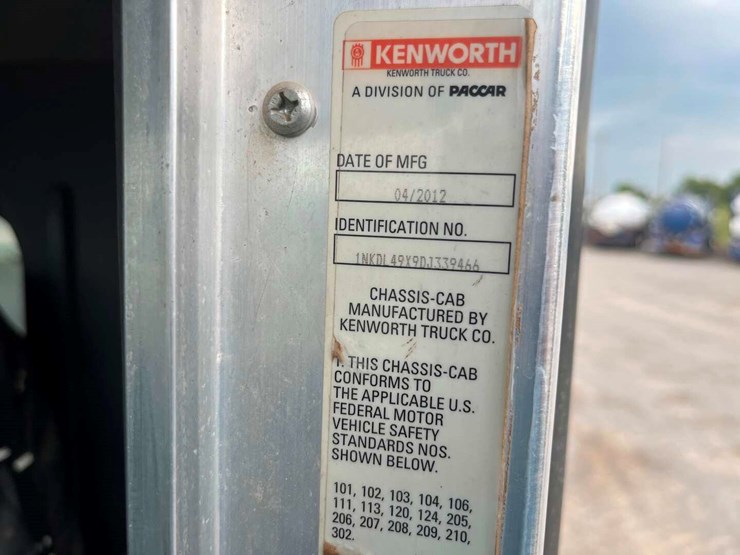 KENWORTH
KENWORTH TRUCK CO.
A DIVISION OF PACCAR
DATE OF MFG
04/2012
IDENTIFICATION NO.
1NKDL49X9DJ339466
CHASSIS-CAB
MANUFACTURED BY
KENWORTH TRUCK CO.
1. THIS CHASSIS-CAB
CONFORMS TO
THE APPLICABLE U.S.
FEDERAL MOTOR
VEHICLE SAFETY
STANDARDS NOS.
SHOWN BELOW.
101, 102, 103, 104, 106,
111, 113, 120, 124, 205,
206, 207, 208, 209, 210,
302.